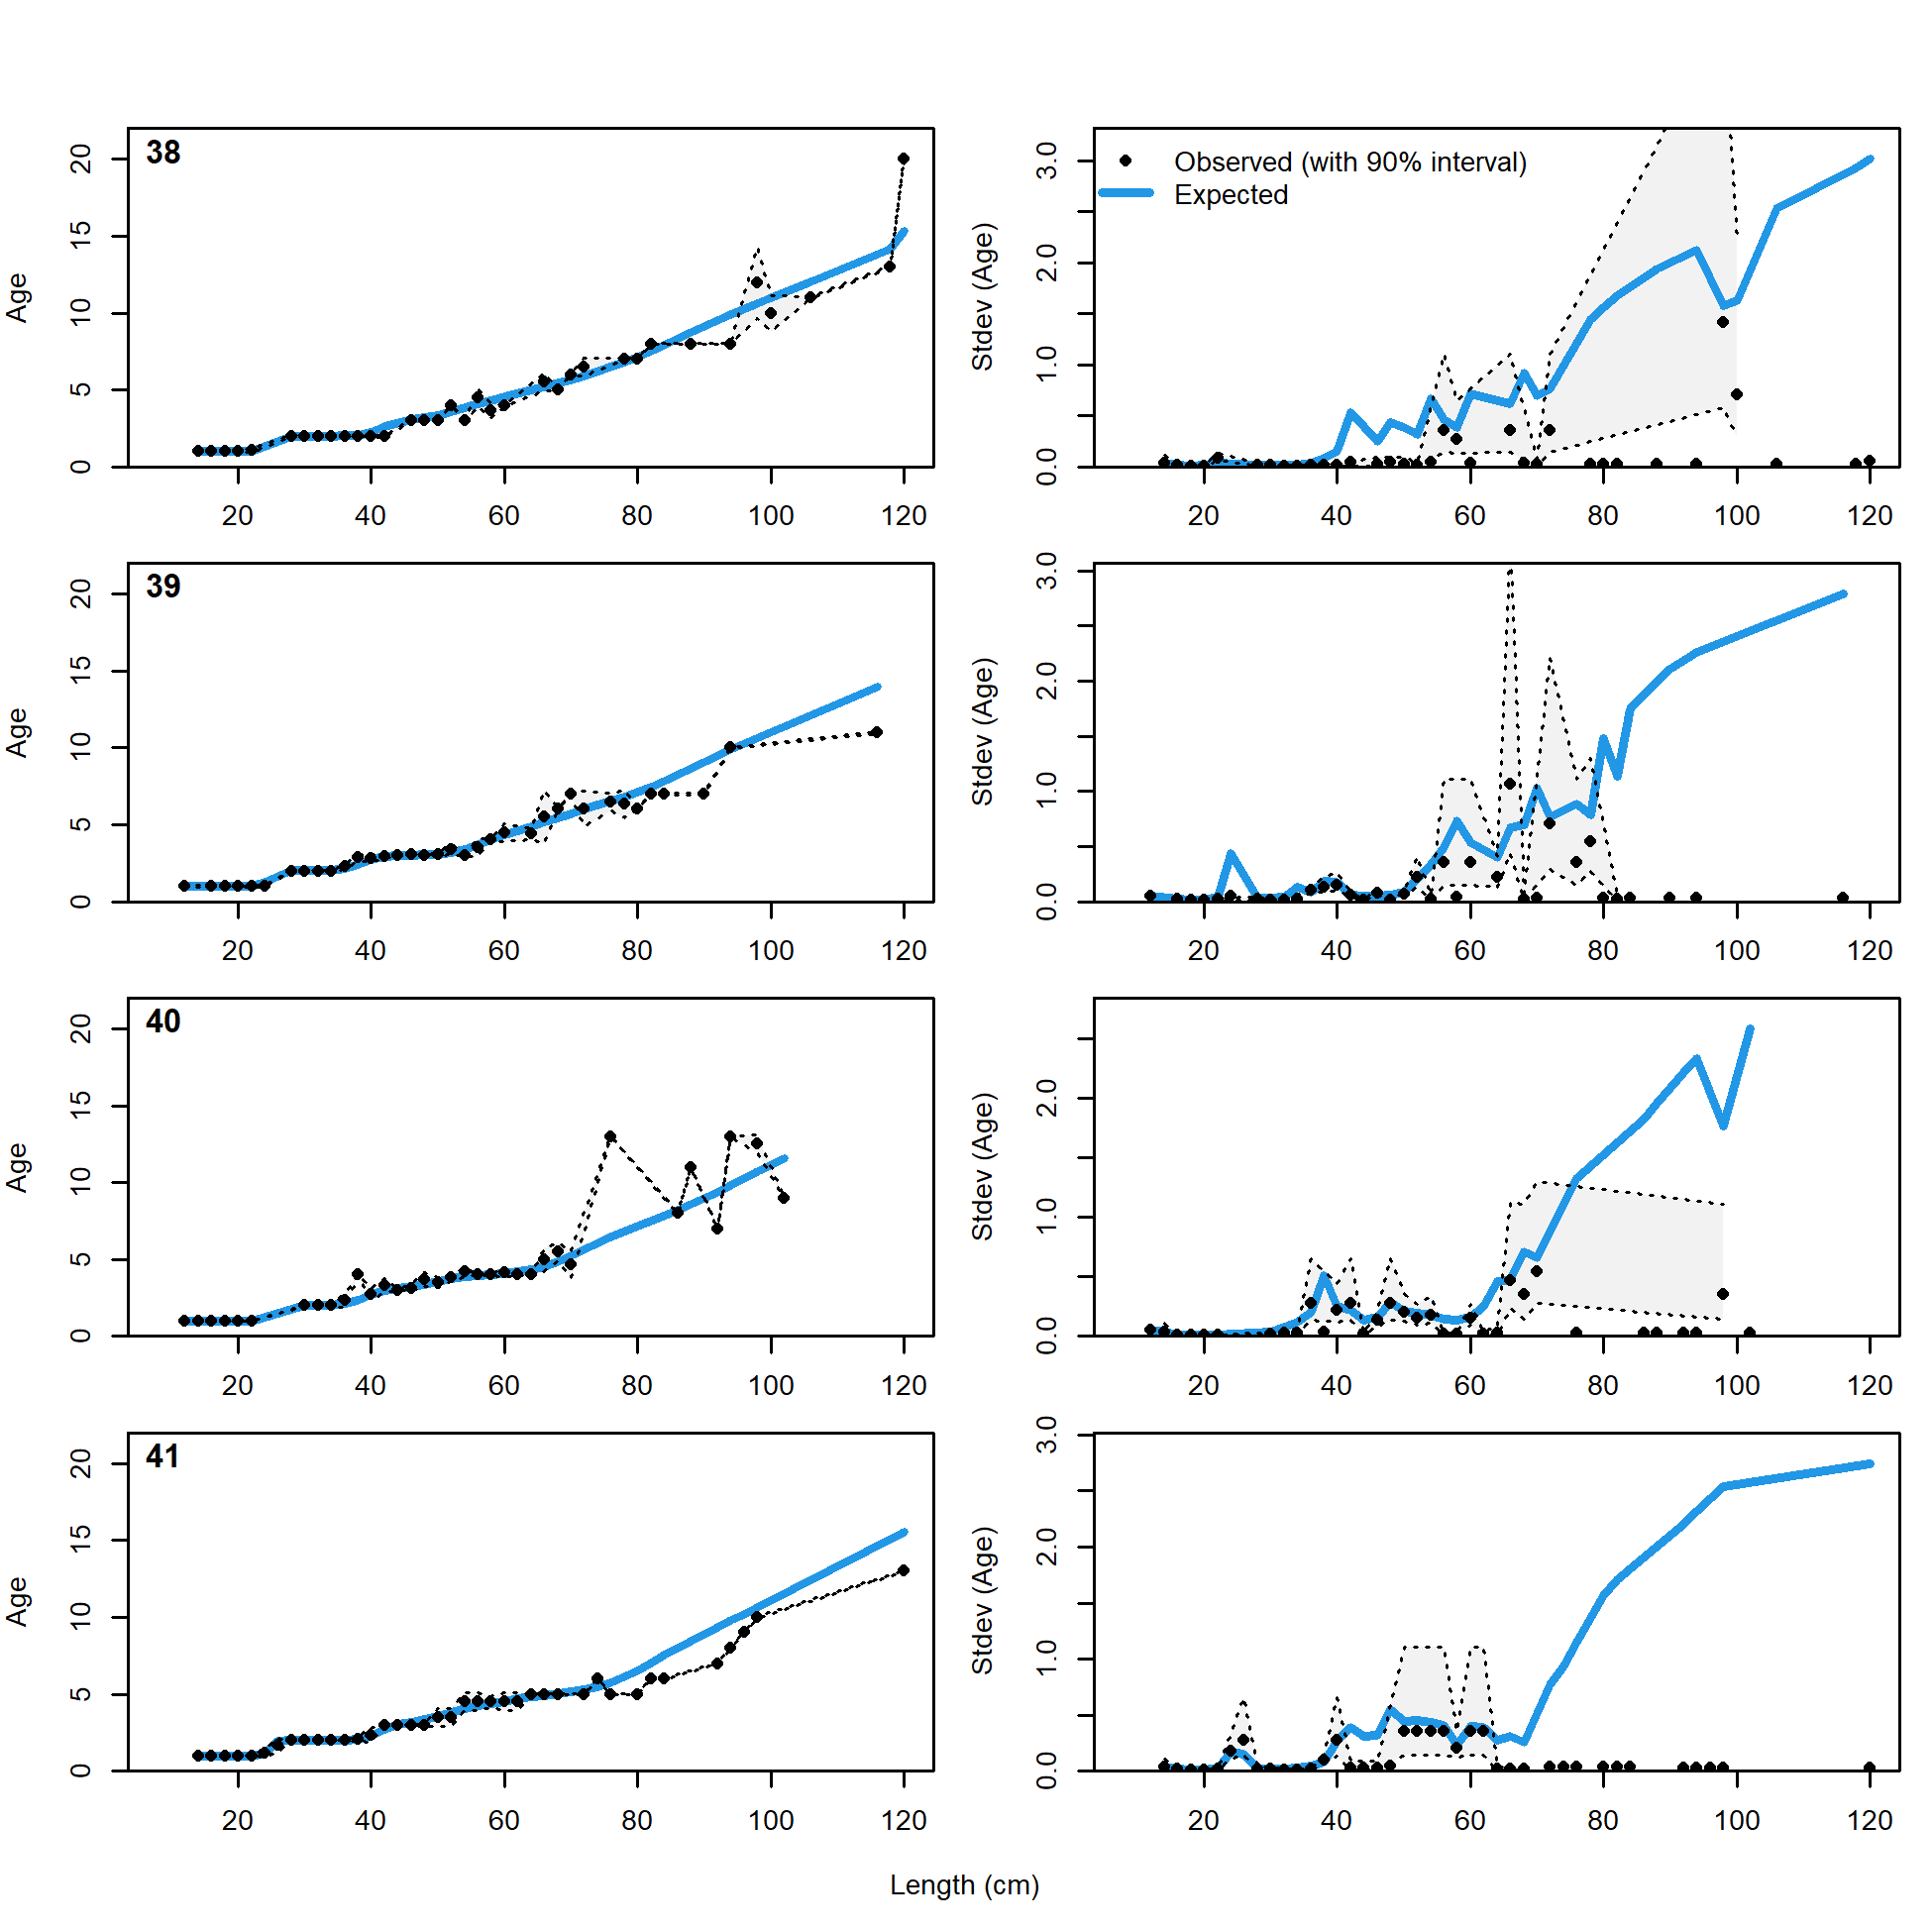 38
Age
0 5 10 15 20
20 40 60 80 100 120
Observed (with 90% interval)
Expected
Stdev (Age)
0.0 1.0 2.0 3.0
20 40 60 80 100 120
39
Age
0 5 10 15 20
20 40 60 80 100 120
Stdev (Age)
0.0 1.0 2.0 3.0
20 40 60 80 100 120
40
Age
0 5 10 15 20
20 40 60 80 100 120
Stdev (Age)
0.0 1.0 2.0
20 40 60 80 100 120
41
Age
0 5 10 15 20
20 40 60 80 100 120
Stdev (Age)
0.0 1.0 2.0 3.0
20 40 60 80 100 120
Length (cm)